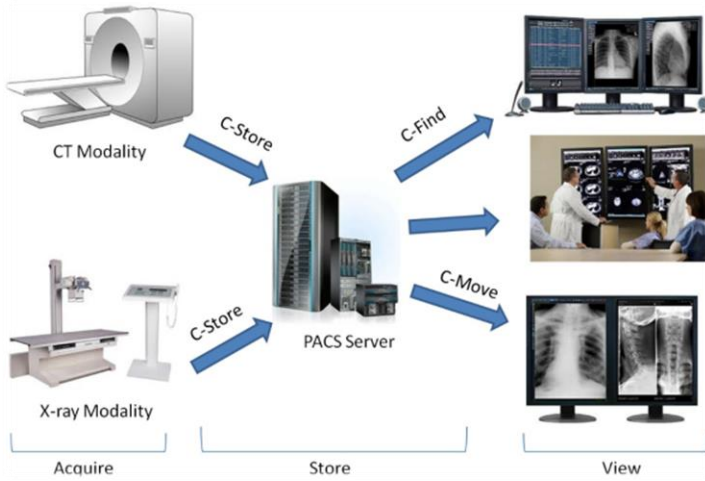 C-Store
C-Find
CT Modality
C-Move
C-Store
PACS Server
X-ray Modality
Acquire
Store
View